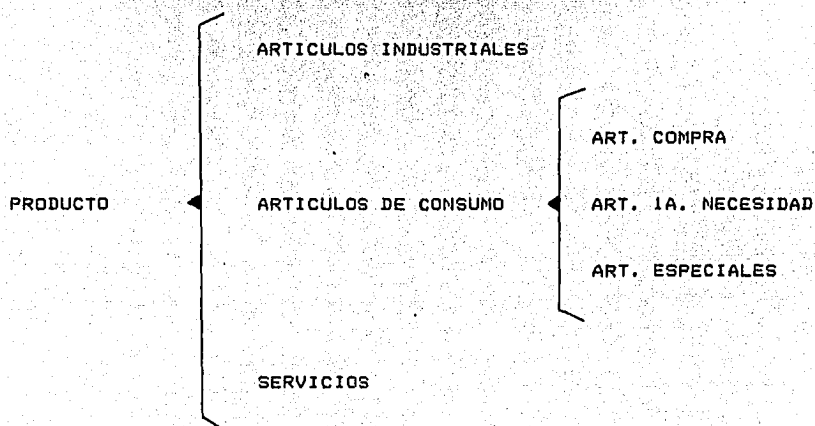 ARTICULOS INDUSTRIALES
ART. COMPRA
PRODUCTO ARTICULOS DE CONSUMO ART. 1A. NECESIDAD
ART. ESPECIALES
SERVICIOS